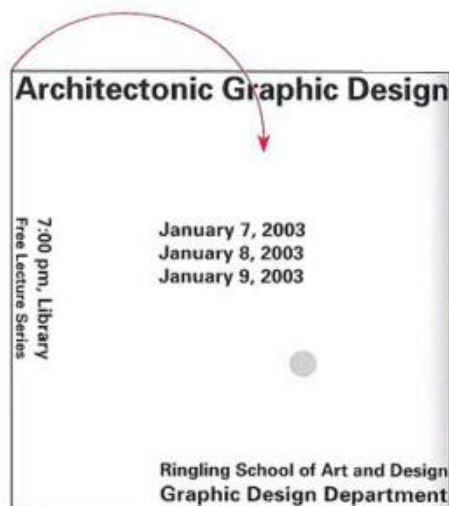 Architectonic Graphic Design
7:00 pm, Library
Free Lecture Series
January 7, 2003
January 8, 2003
January 9, 2003
Ringling School of Art and Design
Graphic Design Department